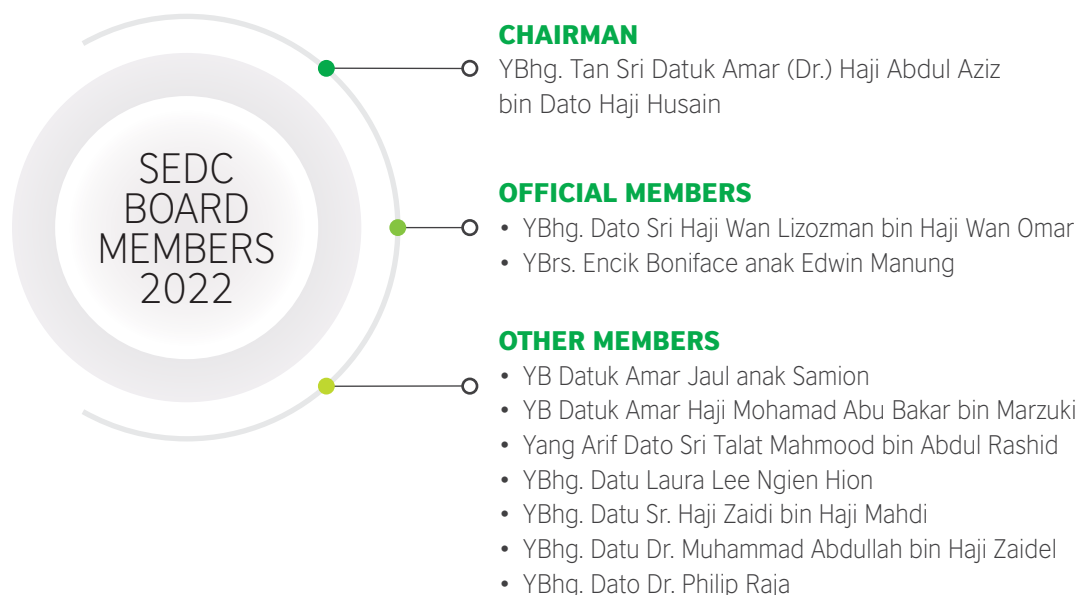 SEDC
BOARD
MEMBERS
2022
CHAIRMAN
YBhg. Tan Sri Datuk Amar (Dr.) Haji Abdul Aziz
bin Dato Haji Husain
OFFICIAL MEMBERS
• YBhg. Dato Sri Haji Wan Lizozman bin Haji Wan Omar
• YBrs. Encik Boniface anak Edwin Manung
OTHER MEMBERS
• YB Datuk Amar Jaul anak Samion
• YB Datuk Amar Haji Mohamad Abu Bakar bin Marzuki
• Yang Arif Dato Sri Talat Mahmood bin Abdul Rashid
• YBhg. Datu Laura Lee Ngien Hion
• YBhg. Datu Sr. Haji Zaidi bin Haji Mahdi
• YBhg. Datu Dr. Muhammad Abdullah bin Haji Zaidel
• YBhg. Dato Dr. Philip Raja